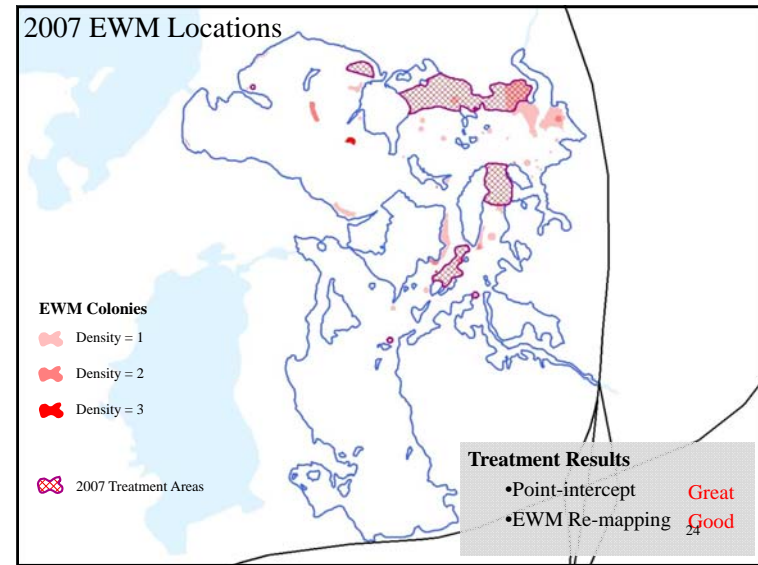 2007 EWM Locations
EWM Colonies
Density = 1
Density = 2
Density = 3
2007 Treatment Areas
Treatment Results
•Point-intercept Great
•EWM Re-mapping Good
24